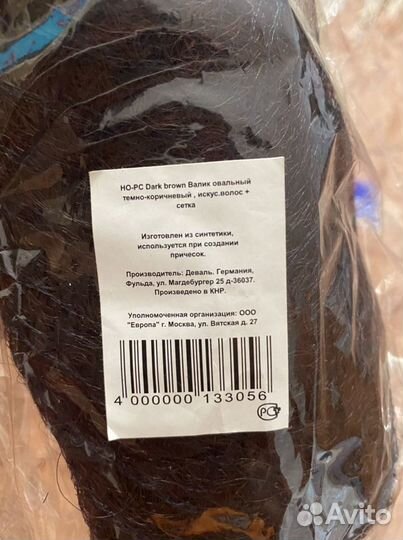 HO-PC Dark brown Валик овальный
темно-коричневый , искус.волос +
сетка
Изготовлен из синтетики,
используется при создании
причесок.
Производитель: Деваль. Германия,
Фульда, ул. Магдебургер 25 д-36037.
Произведено в КНР.
Уполномоченная организация: ООО
"Европа" г. Москва, ул. Вятская д. 27
4 000000 133056
РС
Avito